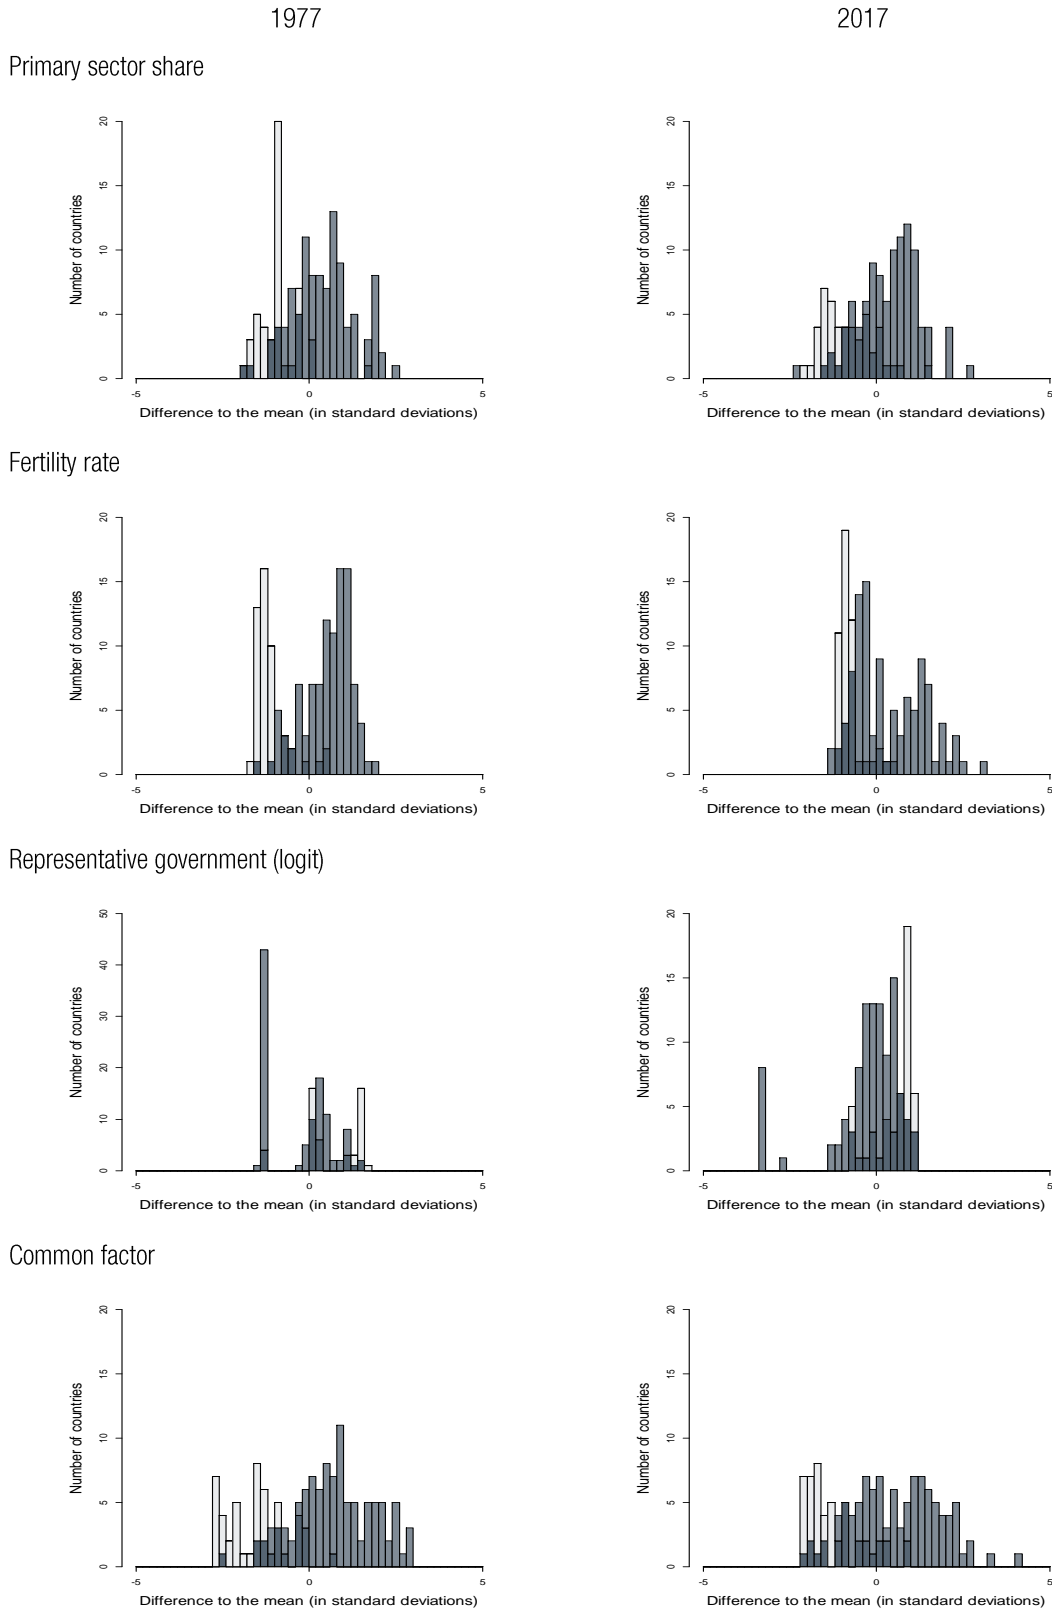 1977 2017
Primary sector share
20
15
10
5
0
Number of countries
-5 0 5
Difference to the mean (in standard deviations)
20
15
10
5
0
Number of countries
-5 0 5
Difference to the mean (in standard deviations)
Fertility rate
20
15
10
5
0
Number of countries
-5 0 5
Difference to the mean (in standard deviations)
20
15
10
5
0
Number of countries
-5 0 5
Difference to the mean (in standard deviations)
Representative government (logit)
50
40
30
20
10
0
Number of countries
-5 0 5
Difference to the mean (in standard deviations)
20
15
10
5
0
Number of countries
-5 0 5
Difference to the mean (in standard deviations)
Common factor
20
15
10
5
0
Number of countries
-5 0 5
Difference to the mean (in standard deviations)
20
15
10
5
0
Number of countries
-5 0 5
Difference to the mean (in standard deviations)